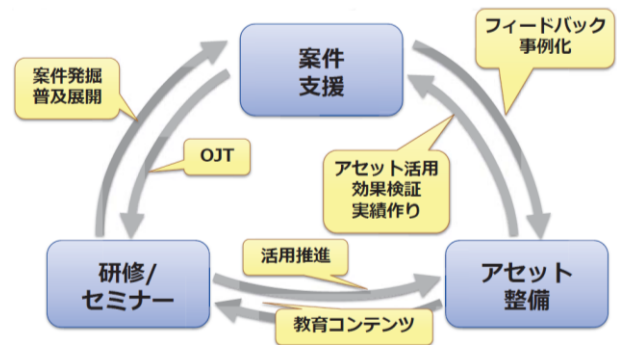 フィードバック
事例化
案件発掘
普及展開
案件
支援
OJT
アセット活用
効果検証
実績作り
研修/
セミナー
活用推進
アセット
整備
教育コンテンツ